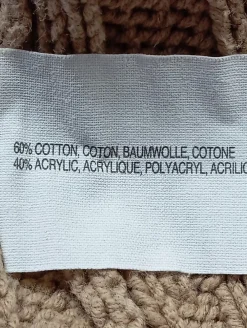 60% COTTON, COTON, BAUMWOLLE, COTONE
40% ACRYLIC, ACRYLIQUE, POLYACRYL, ACRILIC